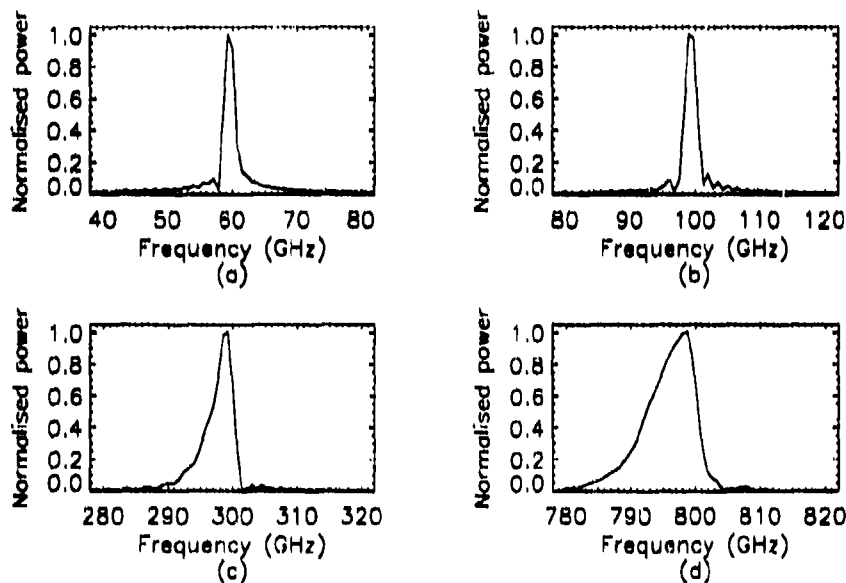 Normalised power
1.0
0.8
0.6
0.4
0.2
0.0
40 50 60 70 80
Frequency (GHz)
(a)
Normalised power
1.0
0.8
0.6
0.4
0.2
0.0
80 90 100 110 120
Frequency (GHz)
(b)
Normalised power
1.0
0.8
0.6
0.4
0.2
0.0
280 290 300 310 320
Frequency (GHz)
(c)
Normalised power
1.0
0.8
0.6
0.4
0.2
0.0
780 790 800 810 820
Frequency (GHz)
(d)